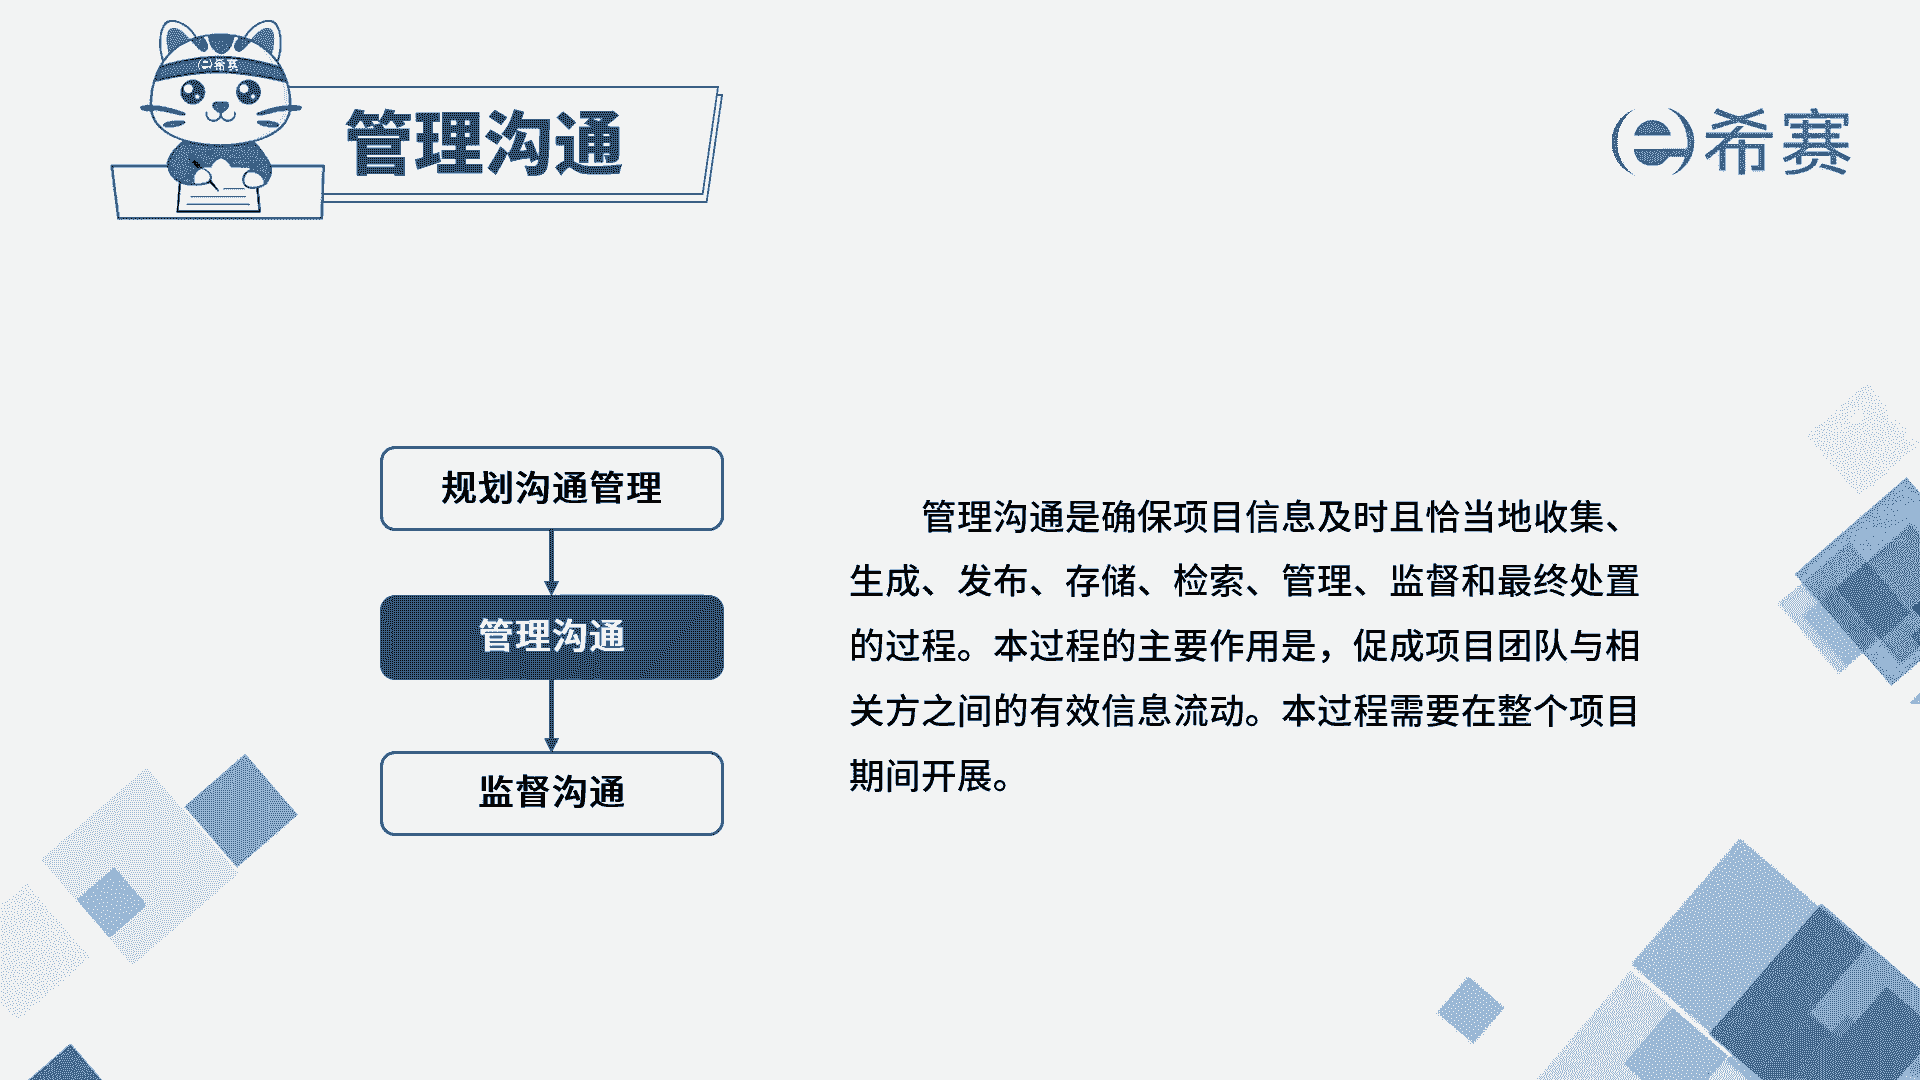 希赛
管理沟通
希赛
规划沟通管理
管理沟通
监督沟通
管理沟通是确保项目信息及时且恰当地收集、
生成、发布、存储、检索、管理、监督和最终处置
的过程。本过程的主要作用是，促成项目团队与相
关方之间的有效信息流动。本过程需要在整个项目
期间开展。